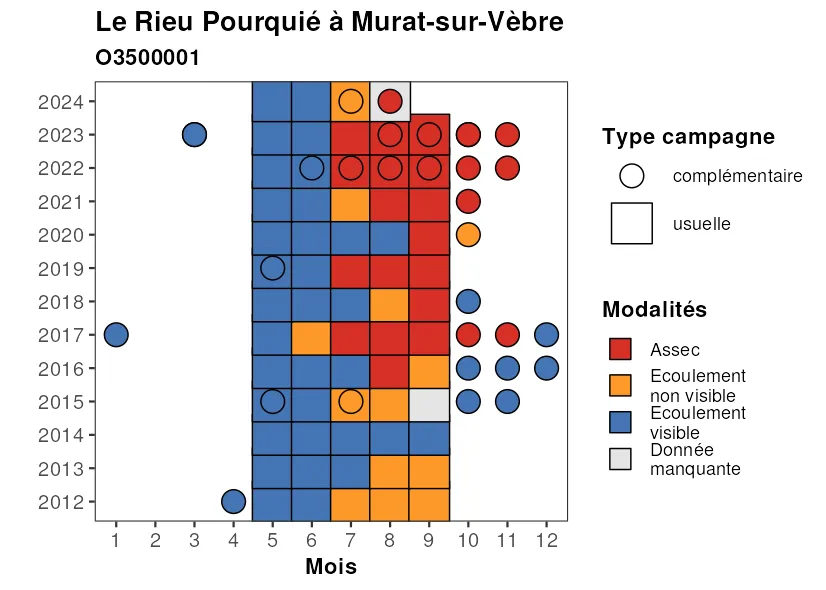 Le Rieu Pourquié à Murat-sur-Vèbre
O3500001
2024
2023
2022
2021
2020
2019
2018
2017
2016
2015
2014
2013
2012
1 2 3 4 5 6 7 8 9 10 11 12
Mois
Type campagne
complémentaire
usuelle
Modalités
Assec
Ecoulement
non visible
Ecoulement
visible
Donnée
manquante